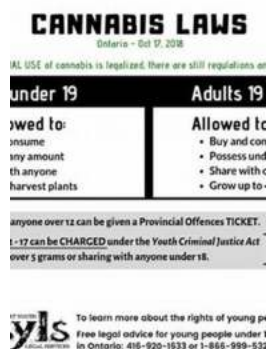 CANNABIS LAWS
Ontario - Oct 17, 2018
AL USE of cannabis is legalized, there are still regulations
under 19
Adults 19
owed to:
Allowed to
onsume
any amount
th anyone
harvest plants
• Buy and con
• Possess und
• Share with o
• Grow up to
anyone over 12 can be given a Provincial Offences TICKET.
-17 can be CHARGED under the Youth Criminal Justice Act
over 5 grams or sharing with anyone under 18.
yls
To learn more about the rights of young pe
Free legal advice for young people under 1
in Ontario: 416-920-1633 or 1-866-999-532